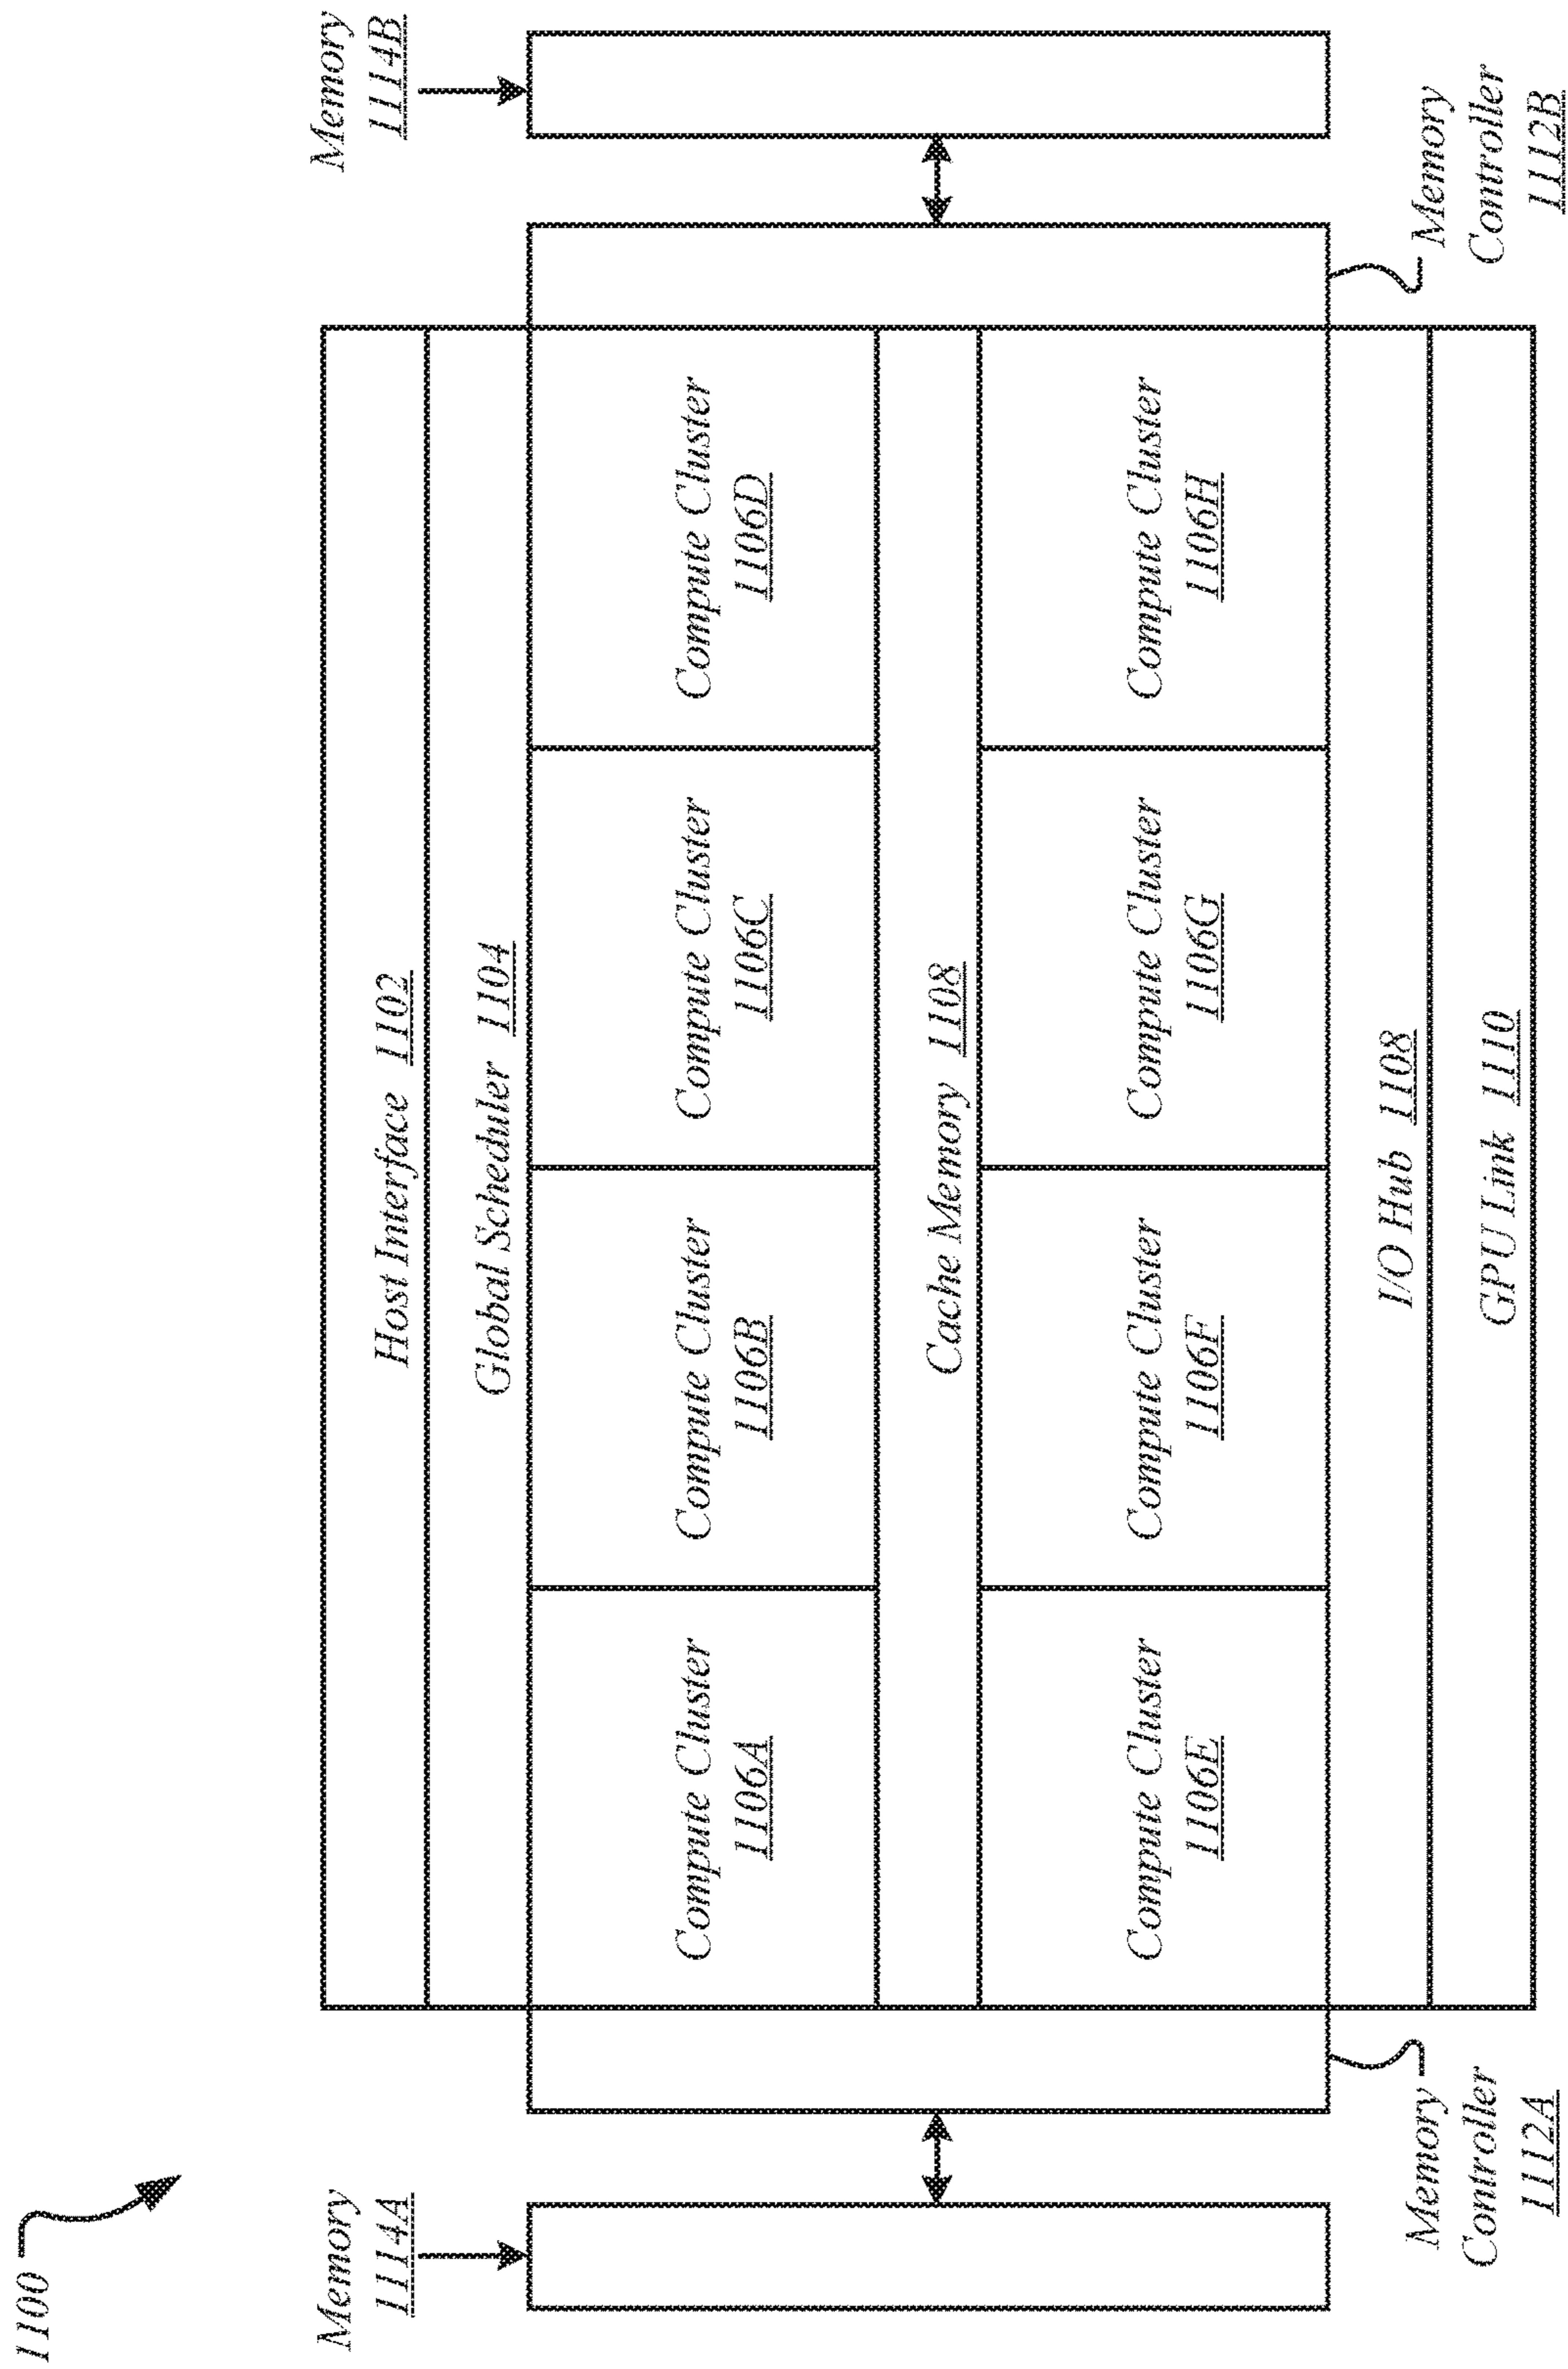 1100
Host Interface 1102
Global Scheduler 1104
Compute Cluster
1106A
Compute Cluster
1106B
Compute Cluster
1106C
Compute Cluster
1106D
Cache Memory 1108
Compute Cluster
1106E
Compute Cluster
1106F
Compute Cluster
1106G
Compute Cluster
1106H
I/O Hub 1108
GPU Link 1110
Memory
1114A
Memory
1114B
Memory
Controller
1112A
Memory
Controller
1112B